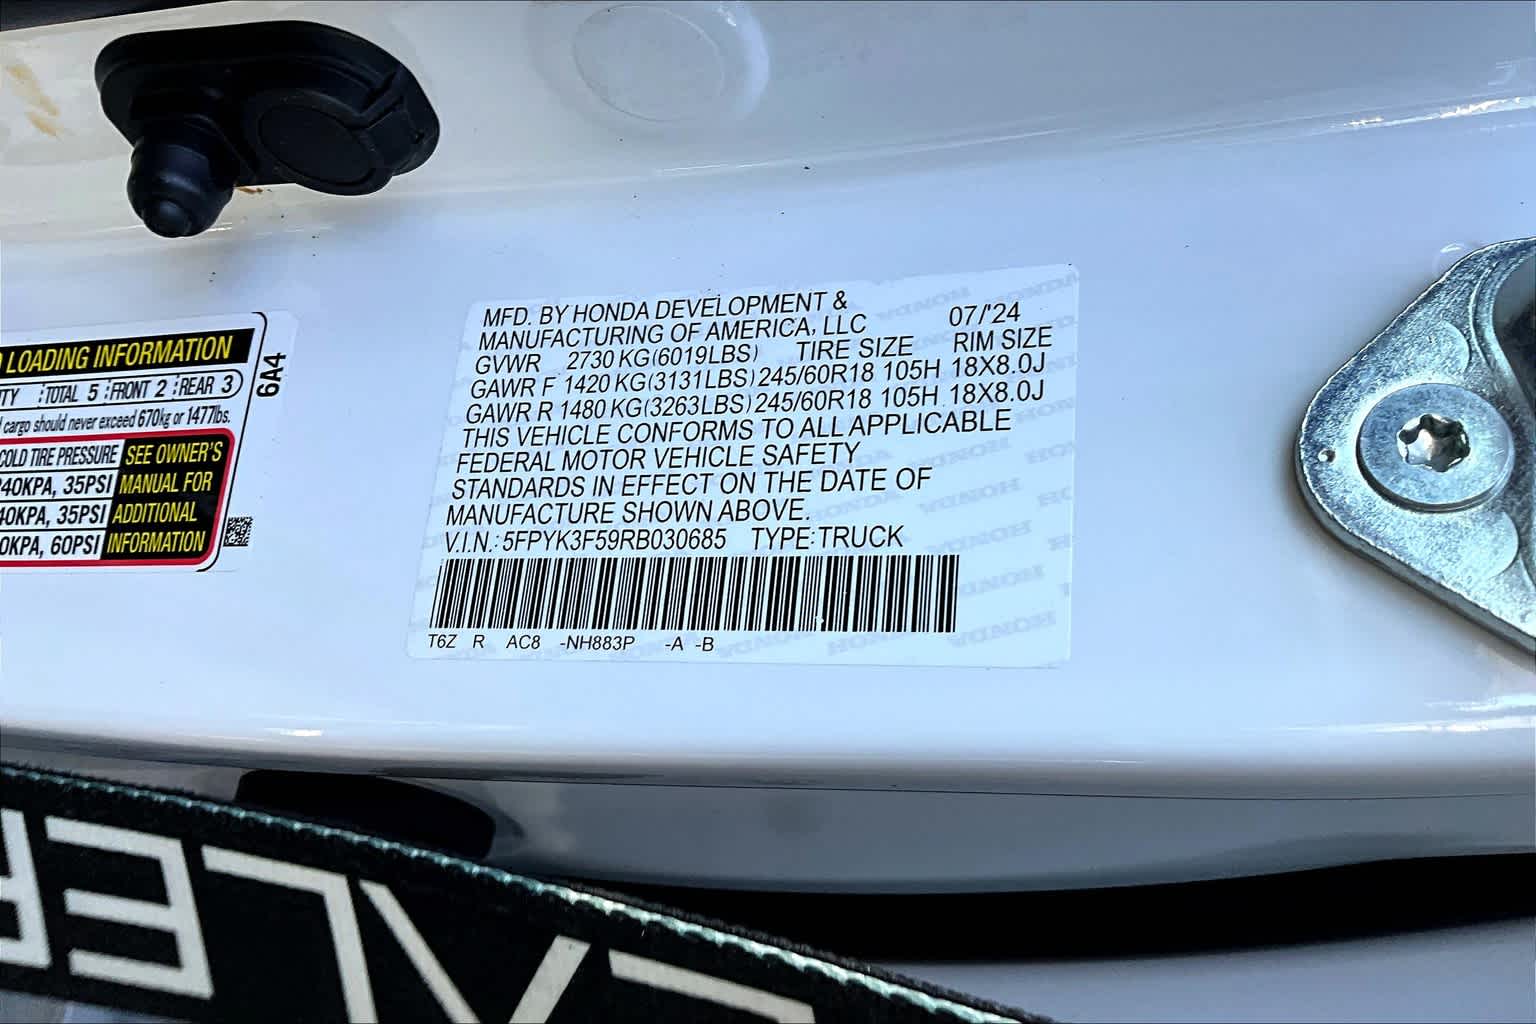 LOADING INFORMATION
TOTAL 5 FRONT 2 REAR 3
cargo should never exceed 670kg or 1477lbs.
COLD TIRE PRESSURE SEE OWNER'S
240KPA, 35PSI MANUAL FOR
40KPA, 35PSI ADDITIONAL
0KPA, 60PSI INFORMATION
6A4
MFD. BY HONDA DEVELOPMENT &
MANUFACTURING OF AMERICA, LLC 07/'24
GVWR 2730 KG(6019LBS) TIRE SIZE RIM SIZE
GAWR F 1420 KG(3131LBS) 245/60R18 105H 18X8.0J
GAWR R 1480 KG(3263LBS) 245/60R18 105H 18X8.0J
THIS VEHICLE CONFORMS TO ALL APPLICABLE
FEDERAL MOTOR VEHICLE SAFETY
STANDARDS IN EFFECT ON THE DATE OF
MANUFACTURE SHOWN ABOVE.
V.I.N.: 5FPYK3F59RB030685 TYPE: TRUCK
T6Z R AC8 -NH883P -A -B